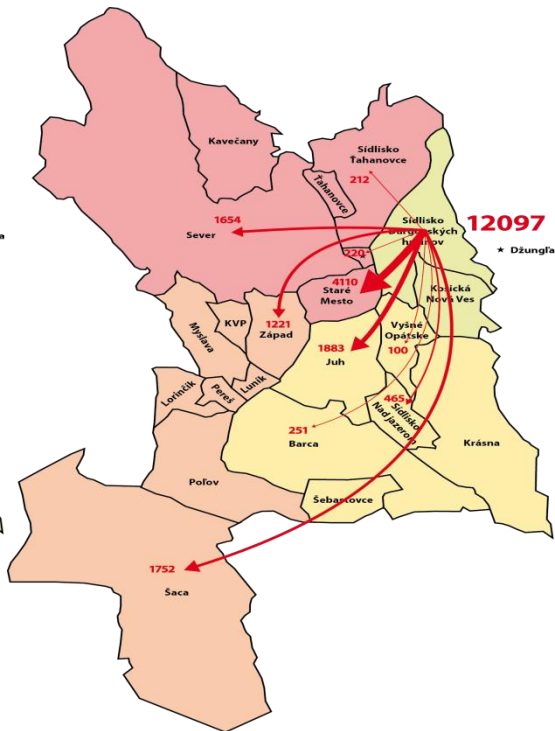 Kavečany
Sídlisko
Ťahanovce
212
Ťahanovce
1654
Sever
Sídlisko
Dargovských
hrdinov
12097
★ Džungľa
a
220
4110
Staré
Mesto
Košická
Nová Ves
Myslava
KVP
1221
Západ
Vyšné
Opátske
100
1883
Juh
Lorinčík
Pereš
Luník
465
Sídlisko
Nad jazerom
251
Barca
Krásna
Poľov
Šebastovce
1752
Šaca